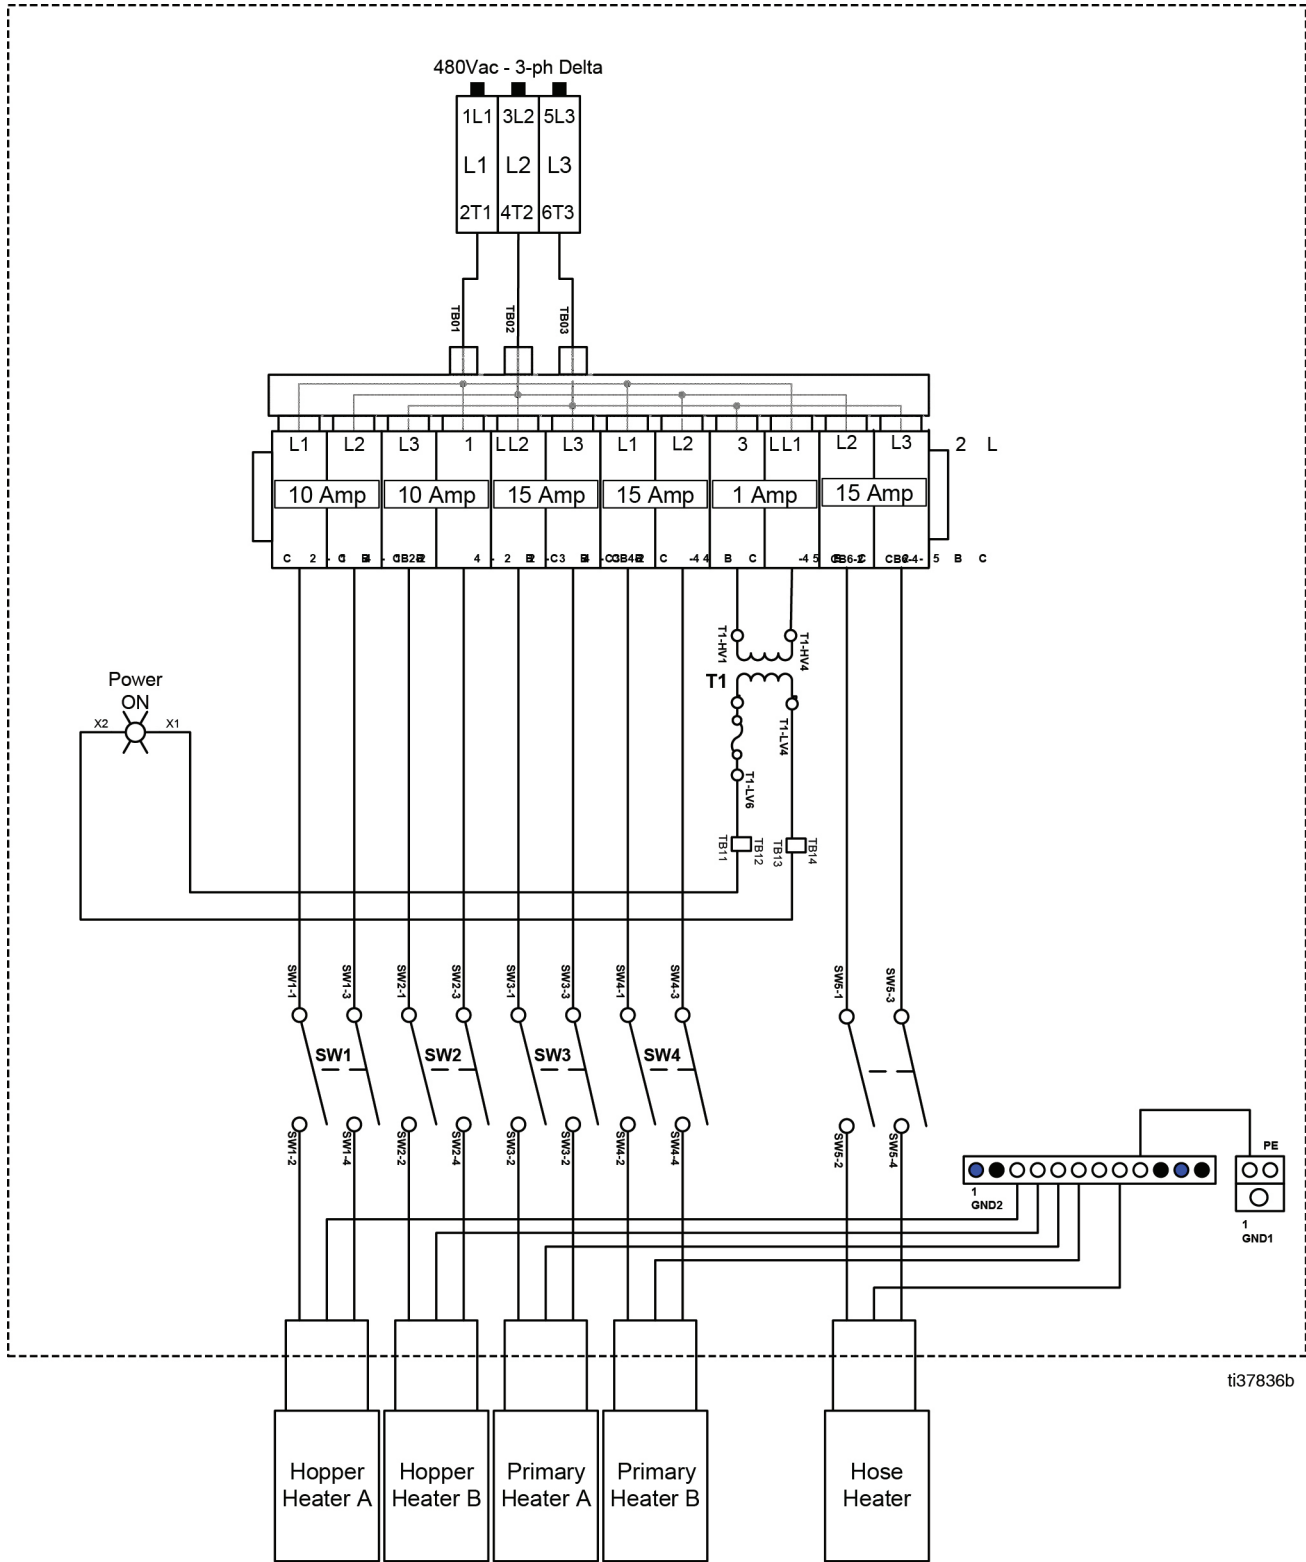 480Vac - 3-ph Delta
1L1 3L2 5L3
L1 L2 L3
2T1 4T2 6T3
TB01 TB02 TB03
L1 L2 L3 1 L L2 L3 L1 L2 3 L L1 L2 L3 2 L
10 Amp 10 Amp 15 Amp 15 Amp 1 Amp 15 Amp
T1-HV1 T1-HV4
T1
T1-LV4
T1-LV6
TB11 TB12 TB13 TB14
Power
ON
X2 X1
SW1-1 SW1-3 SW2-1 SW2-3 SW3-1 SW3-3 SW4-1 SW4-3 SW5-1 SW5-3
SW1 SW2 SW3 SW4
SW1-2 SW1-4 SW2-2 SW2-4 SW3-2 SW3-4 SW4-2 SW4-4 SW5-2 SW5-4
PE
1
GND2
1
GND1
ti37836b
Hopper
Heater A
Hopper
Heater B
Primary
Heater A
Primary
Heater B
Hose
Heater